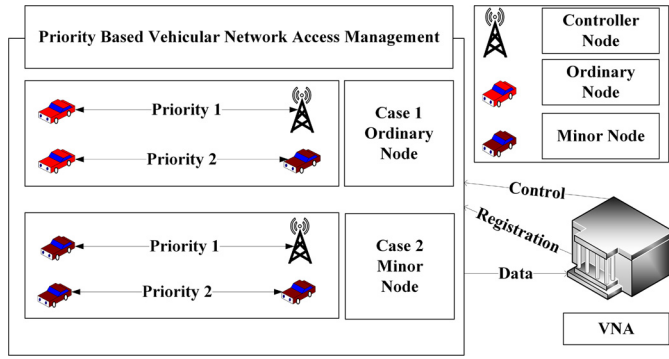 Priority Based Vehicular Network Access Management
Priority 1
Priority 2
Case 1
Ordinary
Node
Priority 1
Priority 2
Case 2
Minor
Node
Controller
Node
Ordinary
Node
Minor Node
Control
Registration
Data
VNA